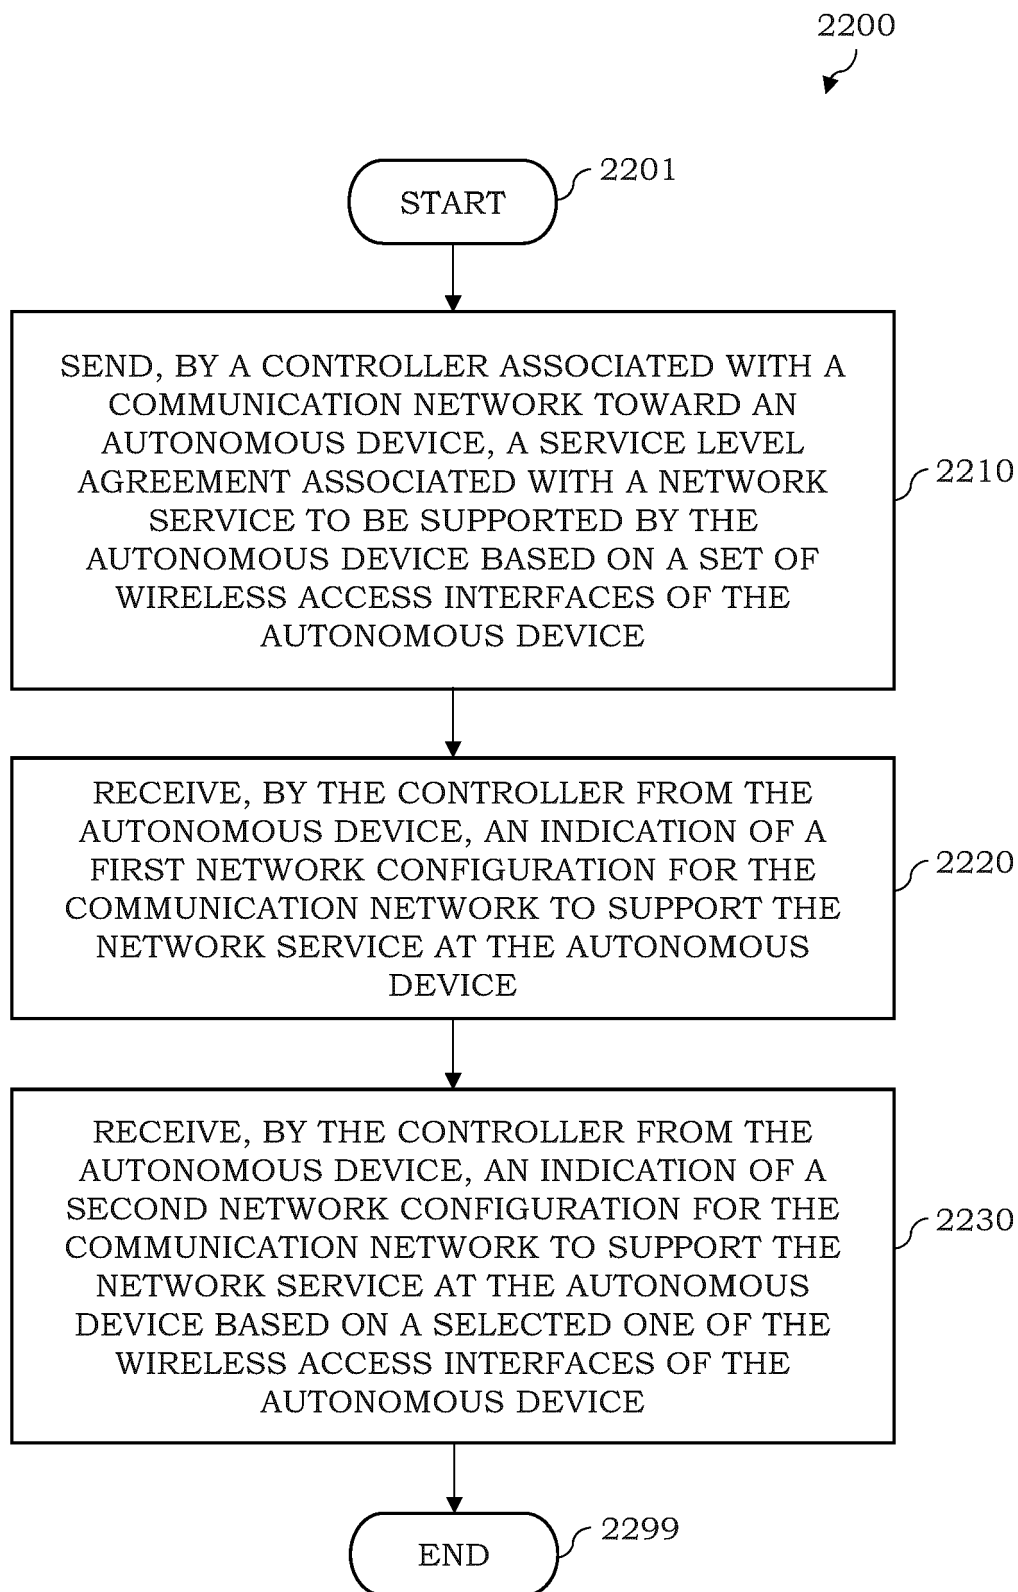 2200
START
2201
SEND, BY A CONTROLLER ASSOCIATED WITH A
COMMUNICATION NETWORK TOWARD AN
AUTONOMOUS DEVICE, A SERVICE LEVEL
AGREEMENT ASSOCIATED WITH A NETWORK
SERVICE TO BE SUPPORTED BY THE
AUTONOMOUS DEVICE BASED ON A SET OF
WIRELESS ACCESS INTERFACES OF THE
AUTONOMOUS DEVICE
2210
RECEIVE, BY THE CONTROLLER FROM THE
AUTONOMOUS DEVICE, AN INDICATION OF A
FIRST NETWORK CONFIGURATION FOR THE
COMMUNICATION NETWORK TO SUPPORT THE
NETWORK SERVICE AT THE AUTONOMOUS
DEVICE
2220
RECEIVE, BY THE CONTROLLER FROM THE
AUTONOMOUS DEVICE, AN INDICATION OF A
SECOND NETWORK CONFIGURATION FOR THE
COMMUNICATION NETWORK TO SUPPORT THE
NETWORK SERVICE AT THE AUTONOMOUS
DEVICE BASED ON A SELECTED ONE OF THE
WIRELESS ACCESS INTERFACES OF THE
AUTONOMOUS DEVICE
2230
END
2299